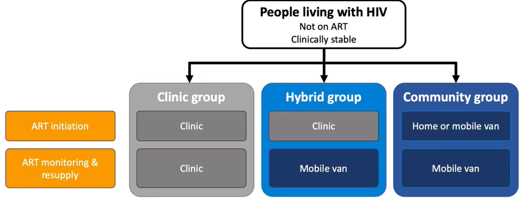 People living with HIV
Not on ART
Clinically stable
Clinic group
Hybrid group
Community group
ART initiation
Clinic
Clinic
Home or mobile van
ART monitoring &
resupply
Clinic
Mobile van
Mobile van